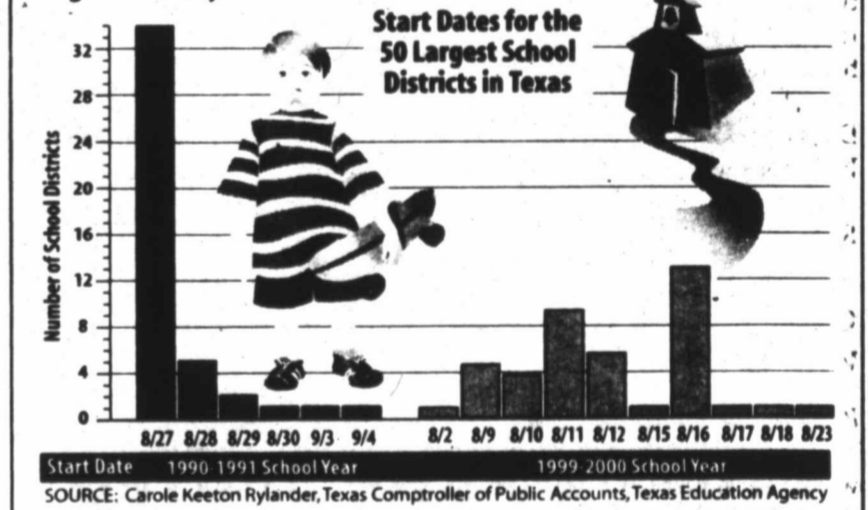 Start Dates for the
50 Largest School
Districts in Texas
Number of School Districts
32
28
24
20
16
12
8
4
0
8/27 8/28 8/29 8/30 9/3 9/4 8/2 8/9 8/10 8/11 8/12 8/15 8/16 8/17 8/18 8/23
Start Date 1990-1991 School Year 1999-2000 School Year
SOURCE: Carole Keeton Rylander, Texas Comptroller of Public Accounts, Texas Education Agency